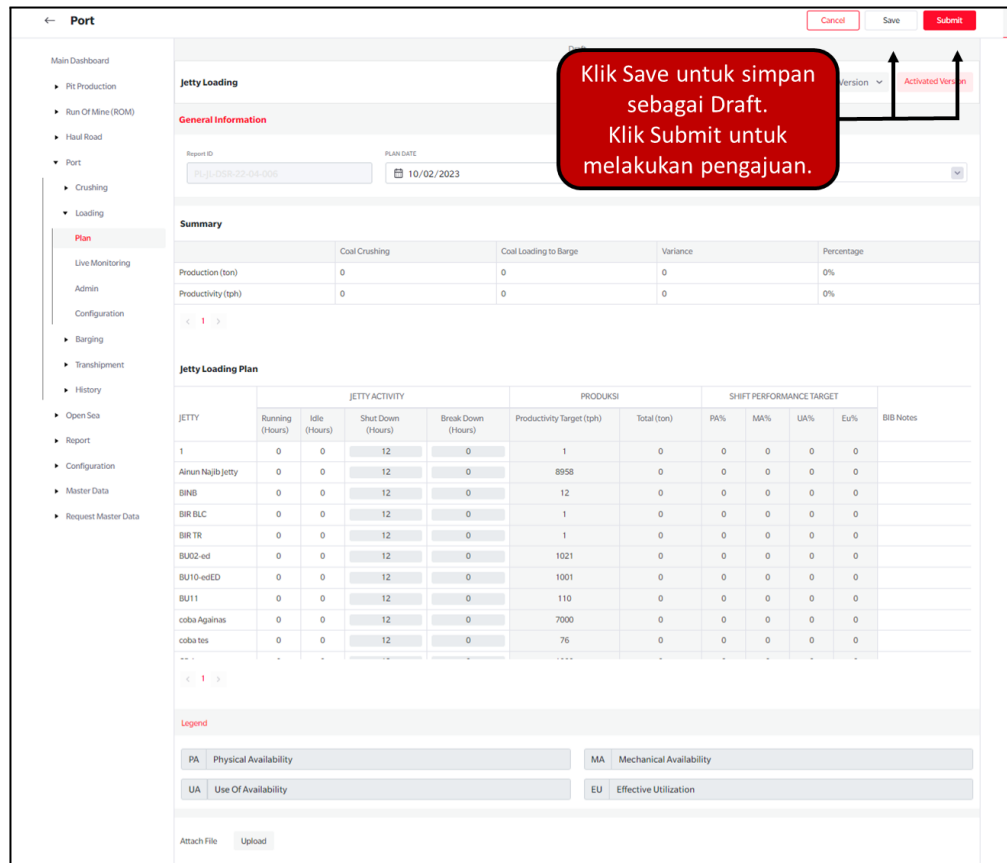 ← Port
Cancel Save Submit
Main Dashboard
Pit Production
Run Of Mine (ROM)
Haul Road
Port
Crushing
Loading
Plan
Live Monitoring
Admin
Configuration
Barging
Transhipment
History
Open Sea
Report
Configuration
Master Data
Request Master Data
Jetty Loading
Version Activated Version
Klik Save untuk simpan
sebagai Draft.
Klik Submit untuk
melakukan pengajuan.
General Information
Report ID PLAN DATE
10/02/2023
Summary
Coal Crushing Coal Loading to Barge Variance Percentage
Production (ton) 0 0 0 0%
Productivity (tph) 0 0 0 0%
< 1 >
Jetty Loading Plan
JETTY ACTIVITY PRODUKSI SHIFT PERFORMANCE TARGET
JETTY Running (Hours) Idle (Hours) Shut Down (Hours) Break Down (Hours) Productivity Target (tph) Total (ton) PA% MA% UA% Eu% BIB Notes
1 0 0 12 0 1 0 0 0 0 0
Ainun Najib Jetty 0 0 12 0 8958 0 0 0 0 0
BINB 0 0 12 0 12 0 0 0 0 0
BIR BLC 0 0 12 0 1 0 0 0 0 0
BIR TR 0 0 12 0 1 0 0 0 0 0
BU02-ed 0 0 12 0 1021 0 0 0 0 0
BU10-edED 0 0 12 0 1001 0 0 0 0 0
BU11 0 0 12 0 110 0 0 0 0 0
coba Againas 0 0 12 0 7000 0 0 0 0 0
coba tes 0 0 12 0 76 0 0 0 0 0
< 1 >
Legend
PA Physical Availability MA Mechanical Availability
UA Use Of Availability EU Effective Utilization
Attach File Upload